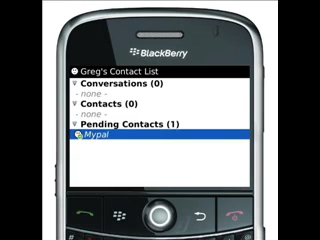 BlackBerry
Greg's Contact List
Conversations (0)
- none -
Contacts (0)
- none -
Pending Contacts (1)
Mypal